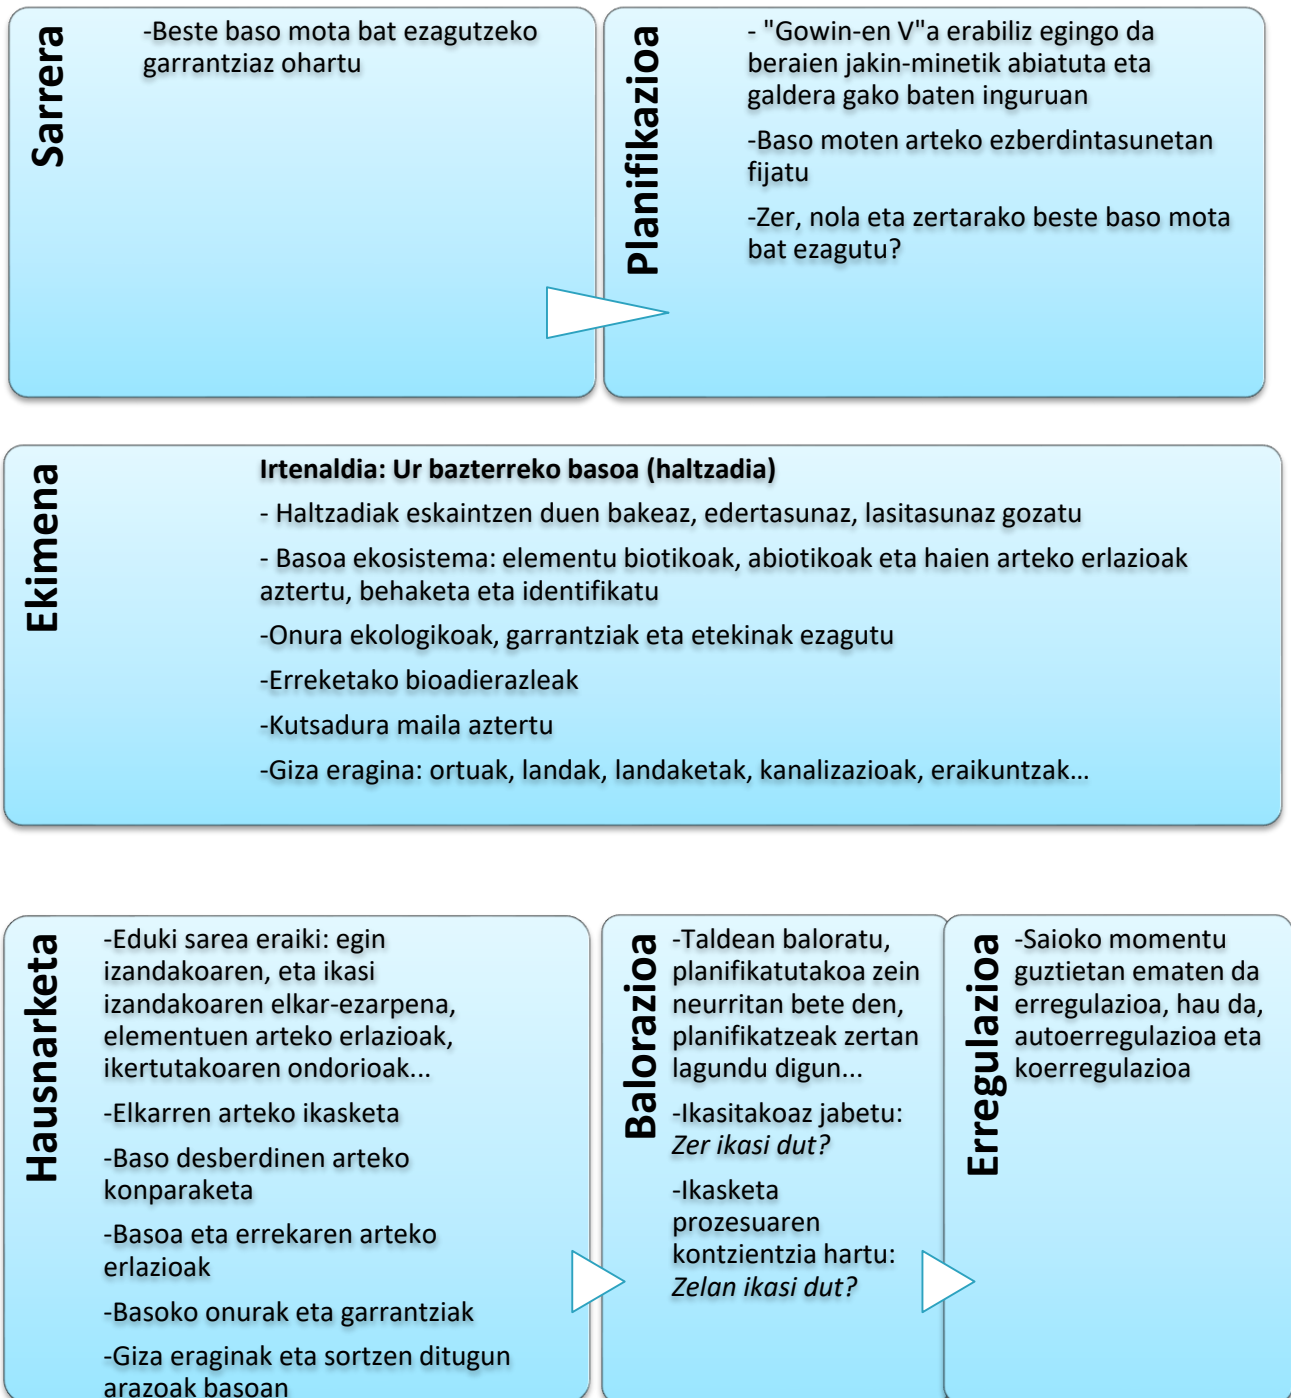 Sarrera
-Beste baso mota bat ezagutzeko
garrantziaz ohartu
Planifikazioa
- "Gowin-en V"a erabiliz egingo da
beraien jakin-minetik abiatuta eta
galdera gako baten inguruan
-Baso moten arteko ezberdintasunetan
fijatu
-Zer, nola eta zertarako beste baso mota
bat ezagutu?
Ekimena
Irtenaldia: Ur bazterreko basoa (haltzadia)
- Haltzadiak eskaintzen duen bakeaz, edertasunaz, lasitasunaz gozatu
- Basoa ekosistema: elementu biotikoak, abiotikoak eta haien arteko erlazioak
aztertu, behaketa eta identifikatu
-Onura ekologikoak, garrantziak eta etekinak ezagutu
-Erreketako bioadierazleak
-Kutsadura maila aztertu
-Giza eragina: ortuak, landak, landaketak, kanalizazioak, eraikuntzak...
Hausnarketa
-Eduki sarea eraiki: egin
izandakoaren, eta ikasi
izandakoaren elkar-ezarpena,
elementuen arteko erlazioak,
ikertutakoaren ondorioak...
-Elkarren arteko ikasketa
-Baso desberdinen arteko
konparaketa
-Basoa eta errekaren arteko
erlazioak
-Basoko onurak eta garrantziak
-Giza eraginak eta sortzen ditugun
arazoak basoan
Balorazioa
-Taldean baloratu,
planifikatutakoa zein
neurritan bete den,
planifikatzeak zertan
lagundu digun...
-Ikasitakoaz jabetu:
Zer ikasi dut?
-Ikasketa
prozesuaren
kontzientzia hartu:
Zelan ikasi dut?
Erregulazioa
-Saioko momentu
guztietan ematen da
erregulazioa, hau da,
autoerregulazioa eta
koerregulazioa